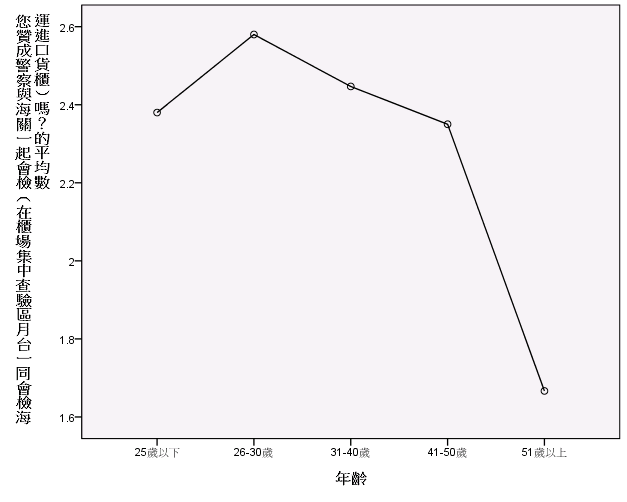 您贊成警察與海關一起會檢（在櫃場集中查驗區月台一同會檢海
運進口貨櫃）嗎？的平均數
2.6
2.4
2.2
2
1.8
1.6
25歲以下
26-30歲
31-40歲
41-50歲
51歲以上
年齡